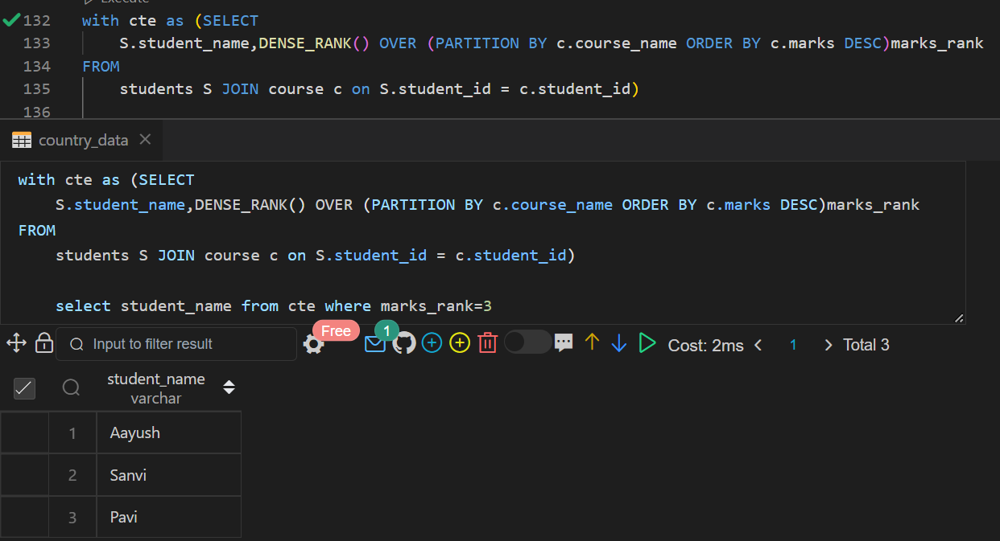 Execute
132 with cte as (SELECT
133 S.student_name,DENSE_RANK() OVER (PARTITION BY c.course_name ORDER BY c.marks DESC)marks_rank
134 FROM
135 students S JOIN course c on S.student_id = c.student_id)
136
country_data
with cte as (SELECT
S.student_name,DENSE_RANK() OVER (PARTITION BY c.course_name ORDER BY c.marks DESC)marks_rank
FROM
students S JOIN course c on S.student_id = c.student_id)
select student_name from cte where marks_rank=3
Input to filter result Free 1 Cost: 2ms 1 Total 3
student_name
varchar
1 Aayush
2 Sanvi
3 Pavi